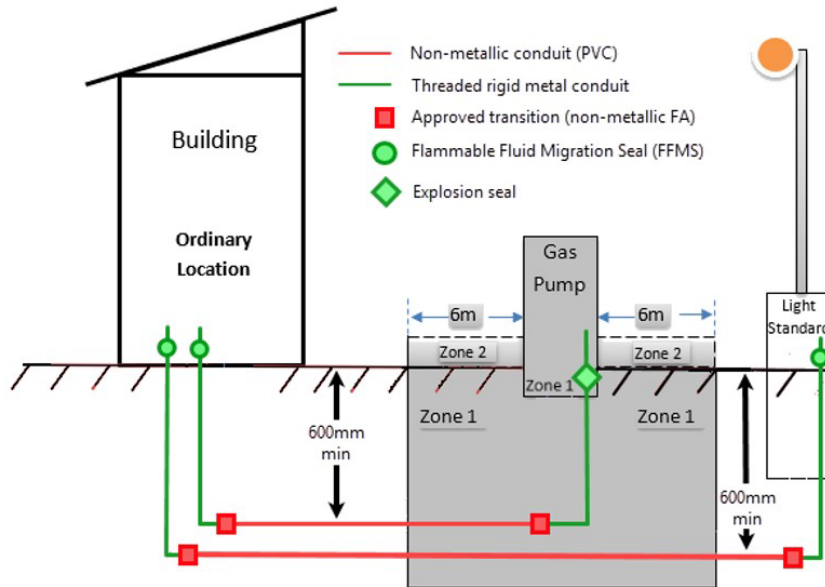 Non-metallic conduit (PVC)
Threaded rigid metal conduit
Approved transition (non-metallic FA)
Flammable Fluid Migration Seal (FFMS)
Explosion seal
Building
Ordinary
Location
Gas
Pump
6m
6m
Light
Standard
Zone 2
Zone 2
Zone 1
Zone 1
Zone 1
600mm
min
600mm
min